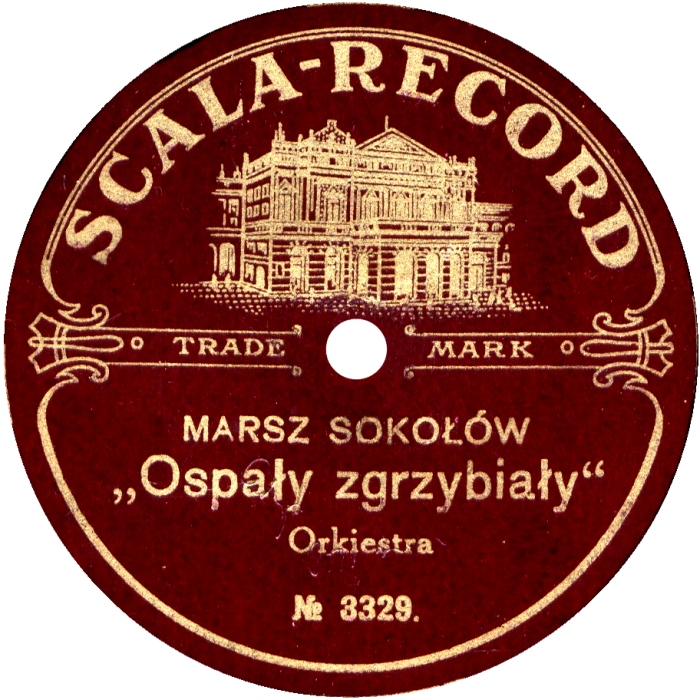 SCALA-RECORD
TRADE MARK
MARSZ SOKOŁÓW
„Ospały zgrzybiały“
Orkiestra
№ 3329.